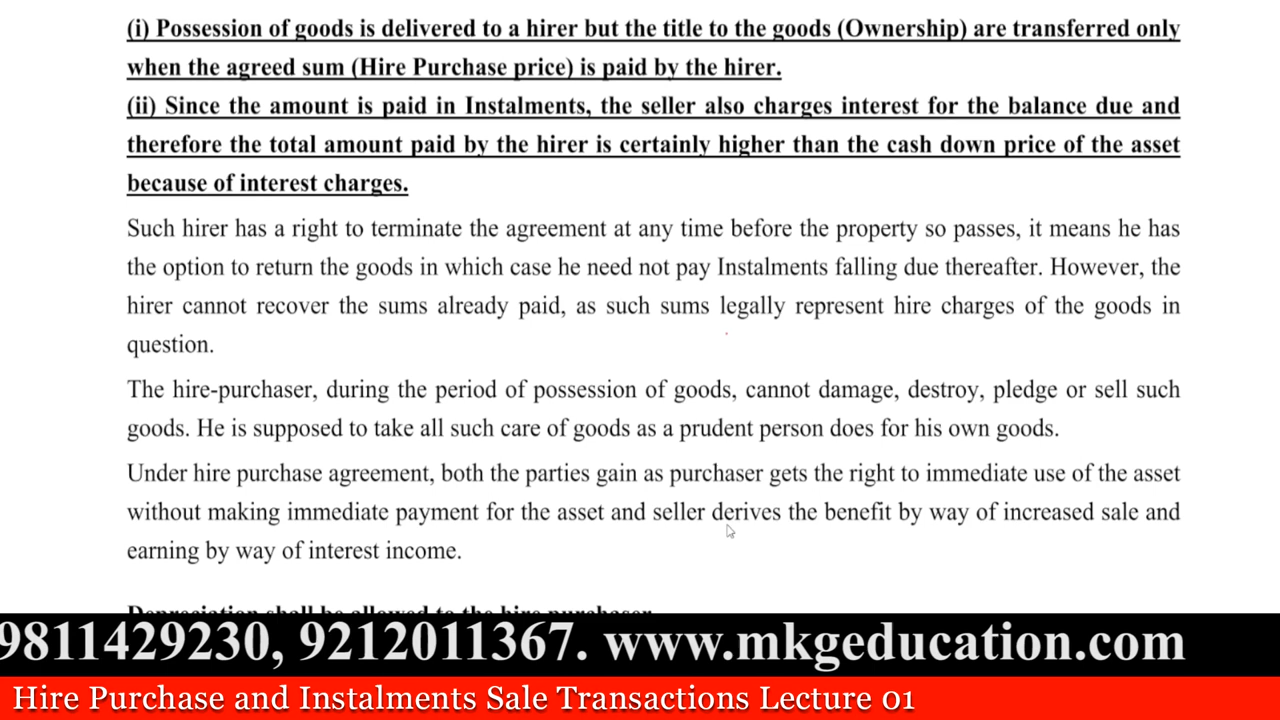 (i) Possession of goods is delivered to a hirer but the title to the goods (Ownership) are transferred only
when the agreed sum (Hire Purchase price) is paid by the hirer.
(ii) Since the amount is paid in Instalments, the seller also charges interest for the balance due and
therefore the total amount paid by the hirer is certainly higher than the cash down price of the asset
because of interest charges.
Such hirer has a right to terminate the agreement at any time before the property so passes, it means he has
the option to return the goods in which case he need not pay Instalments falling due thereafter. However, the
hirer cannot recover the sums already paid, as such sums legally represent hire charges of the goods in
question.
The hire-purchaser, during the period of possession of goods, cannot damage, destroy, pledge or sell such
goods. He is supposed to take all such care of goods as a prudent person does for his own goods.
Under hire purchase agreement, both the parties gain as purchaser gets the right to immediate use of the asset
without making immediate payment for the asset and seller derives the benefit by way of increased sale and
earning by way of interest income.
Depreciation shall be allowed to the hire purchaser
9811429230, 9212011367. www.mkgeducation.com
Hire Purchase and Instalments Sale Transactions Lecture 01